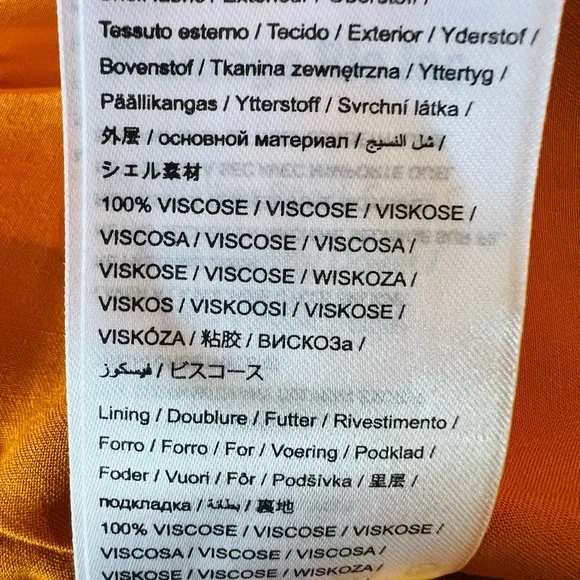 Tessuto esterno / Tecido / Exterior / Yderstof /
Bovenstof / Tkanina zewnętrzna / Yttertyg /
Päällikangas / Ytterstoff / Svrchní látka /
外层 / основной материал / شل النسيج /
シェル素材
100% VISCOSE / VISCOSE / VISKOSE /
VISCOSA / VISCOSE / VISCOSA /
VISKOSE / VISCOSE / WISKOZA /
VISKOS / VISKOOSI / VISKOSE /
VISKÓZA / 粘胶 / ВИСКОЗа /
فيسكوز / ビスコース
Lining / Doublure / Futter / Rivestimento /
Forro / Forro / For / Voering / Podklad /
Foder / Vuori / Fôr / Podšívka / 里层 /
подкладка / بطانة / 裏地
100% VISCOSE / VISCOSE / VISKOSE /
VISCOSA / VISCOSE / VISCOSA /
VISKOSE / VISCOSE / WISKOZA /